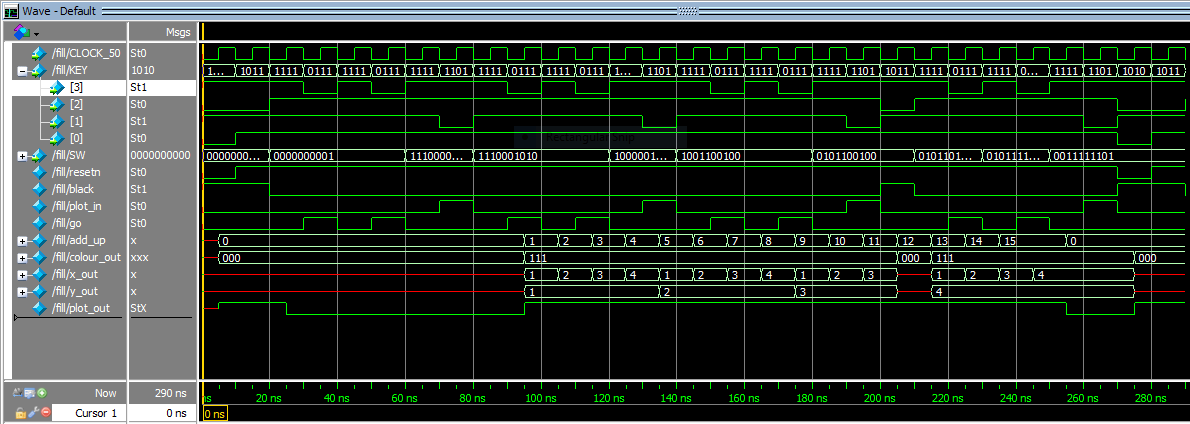 Wave - Default
Msgs
/fill/CLOCK_50 St0
/fill/KEY 1010 1... 1011 1111 0111 1111 0111 1111 1101 1111 0111 1111 0111 1... 1101 1111 0111 1111 0111 1111 1101 1011 1111 0111 1111 0... 1111 1101 1010 1011
[3] St1
[2] St0
[1] St1
[0] St0
/fill/SW 0000000000 0000000... 0000000001 1110000... 1110001010 1000001... 1001100100 0101100100 0101101... 0101111... 0011111101
/fill/resetn St0
/fill/black St1
/fill/plot_in St0
/fill/go St0
/fill/add_up x 0 1 2 3 4 5 6 7 8 9 10 11 12 13 14 15 0
/fill/colour_out xxx 000 111 000 111 000
/fill/x_out x 1 2 3 4 1 2 3 4 1 2 3 1 2 3 4
/fill/y_out x 1 2 3 4
/fill/plot_out StX
Now 290 ns ns 20 ns 40 ns 60 ns 80 ns 100 ns 120 ns 140 ns 160 ns 180 ns 200 ns 220 ns 240 ns 260 ns 280 ns
Cursor 1 0 ns 0 ns